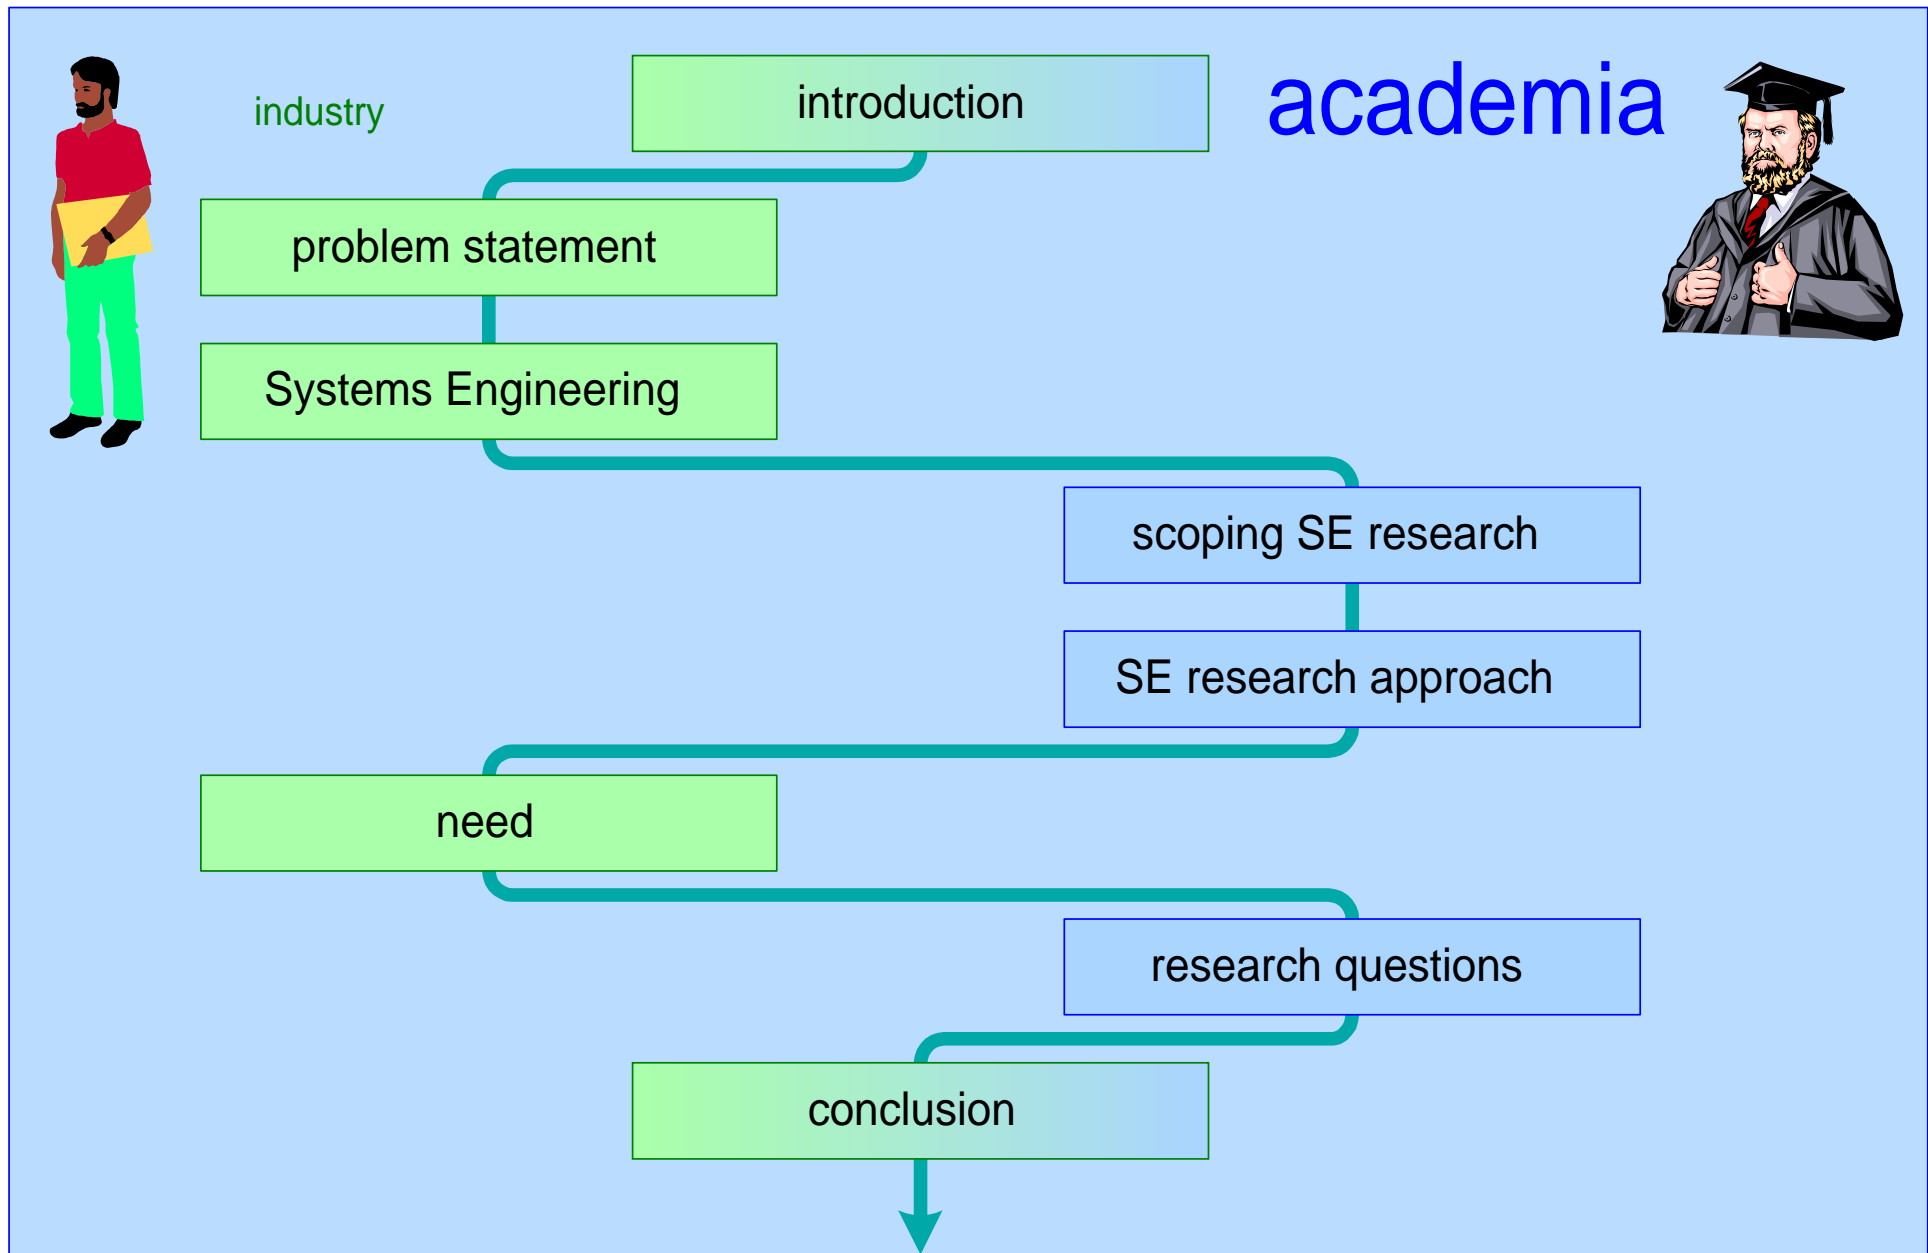 industry
introduction
academia
problem statement
Systems Engineering
scoping SE research
SE research approach
need
research questions
conclusion